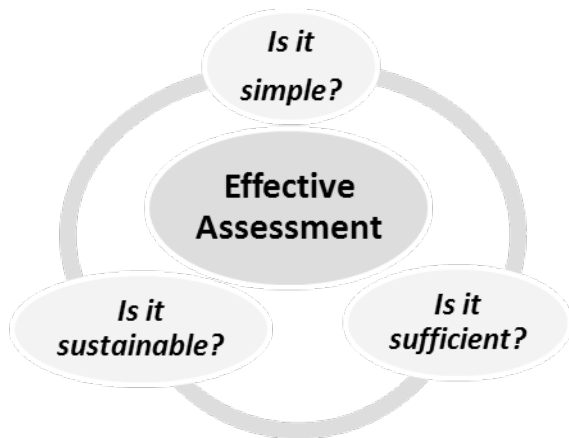 Is it
simple?
Effective
Assessment
Is it
sustainable?
Is it
sufficient?